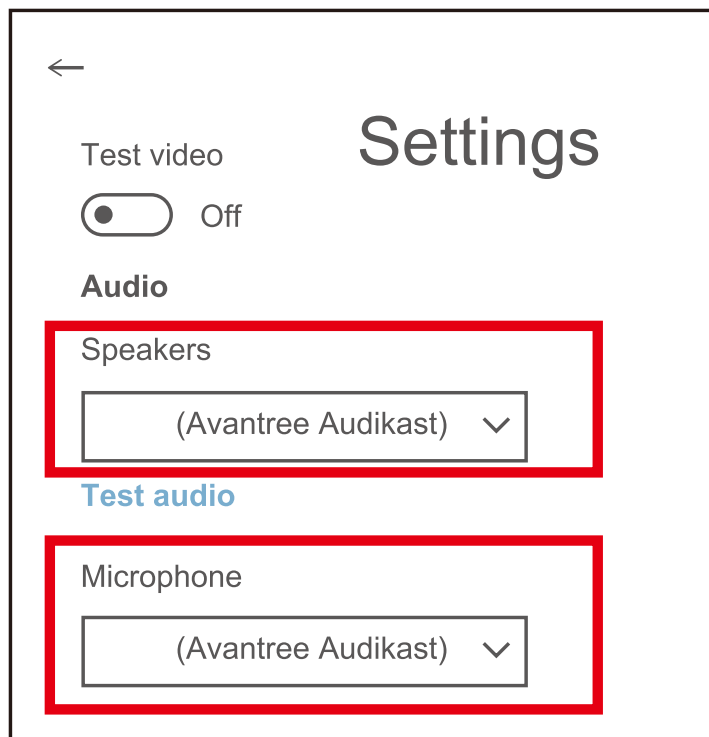 Settings
Test video
Off
Audio
Speakers
(Avantree Audikast)
Test audio
Microphone
(Avantree Audikast)